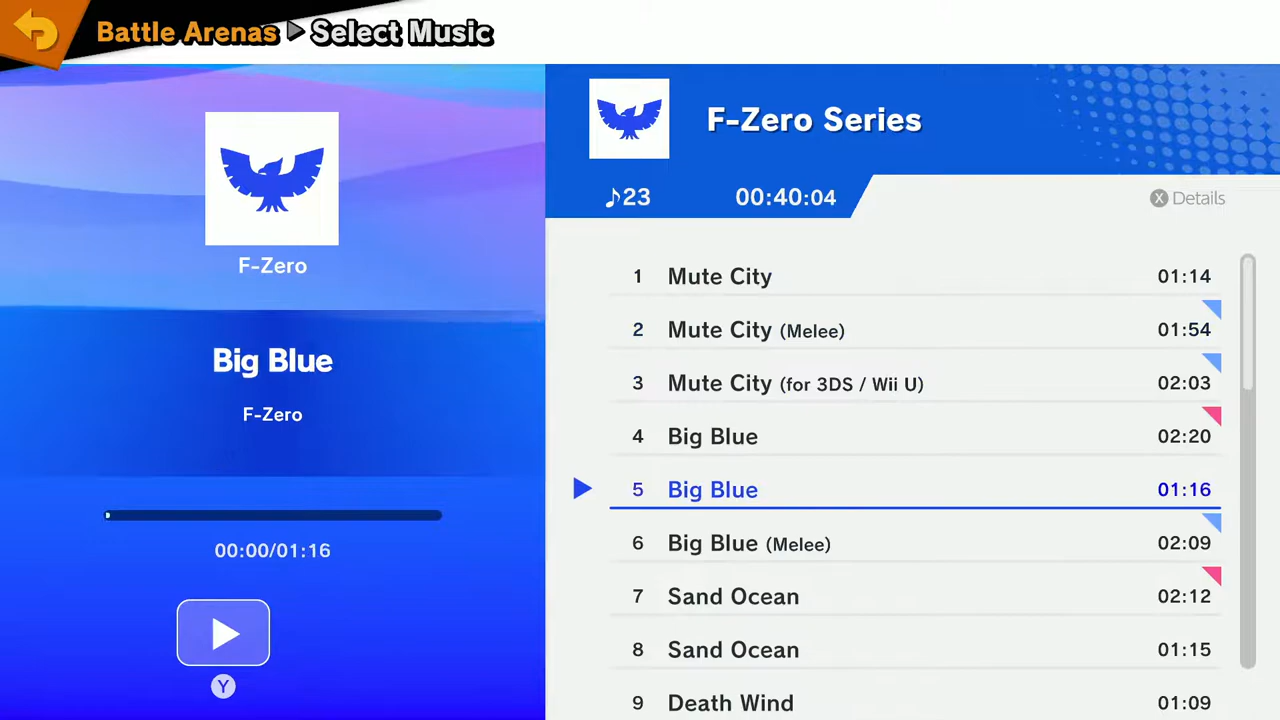 Battle Arenas ▶ Select Music
F-Zero
Big Blue
F-Zero
00:00/01:16
Y
F-Zero Series
♪23 00:40:04
X Details
1 Mute City 01:14
2 Mute City (Melee) 01:54
3 Mute City (for 3DS / Wii U) 02:03
4 Big Blue 02:20
5 Big Blue 01:16
6 Big Blue (Melee) 02:09
7 Sand Ocean 02:12
8 Sand Ocean 01:15
9 Death Wind 01:09